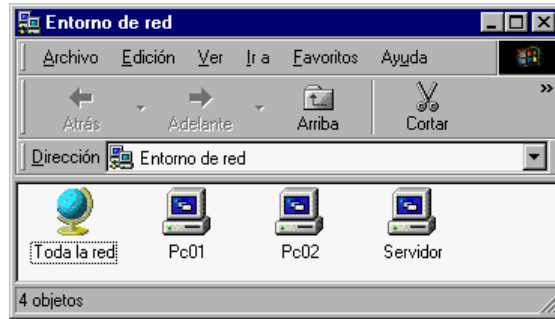 Entorno de red
Archivo Edición Ver Ir a Favoritos Ayuda
Atrás Adelante Arriba Cortar »
Dirección Entorno de red
Toda la red Pc01 Pc02 Servidor
4 objetos